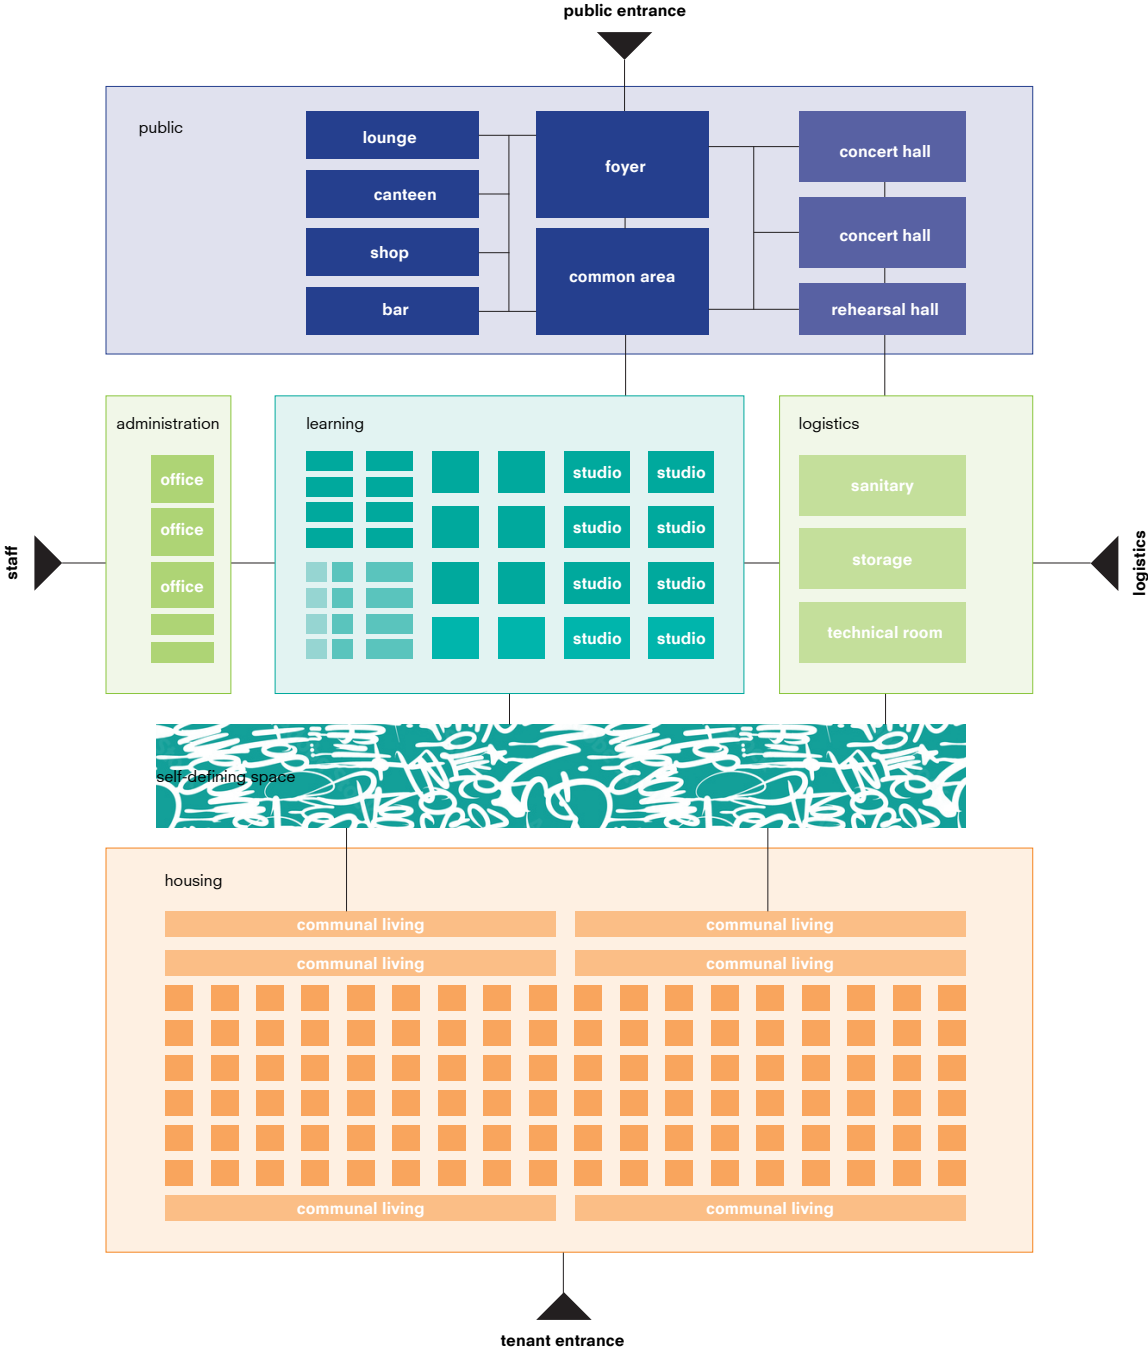 public entrance
public
lounge
foyer
concert hall
canteen
concert hall
shop
common area
bar
rehearsal hall
administration
learning
logistics
office
studio
studio
sanitary
office
studio
studio
storage
office
studio
studio
technical room
studio
studio
staff
logistics
self-defining space
housing
communal living
communal living
communal living
communal living
communal living
communal living
tenant entrance